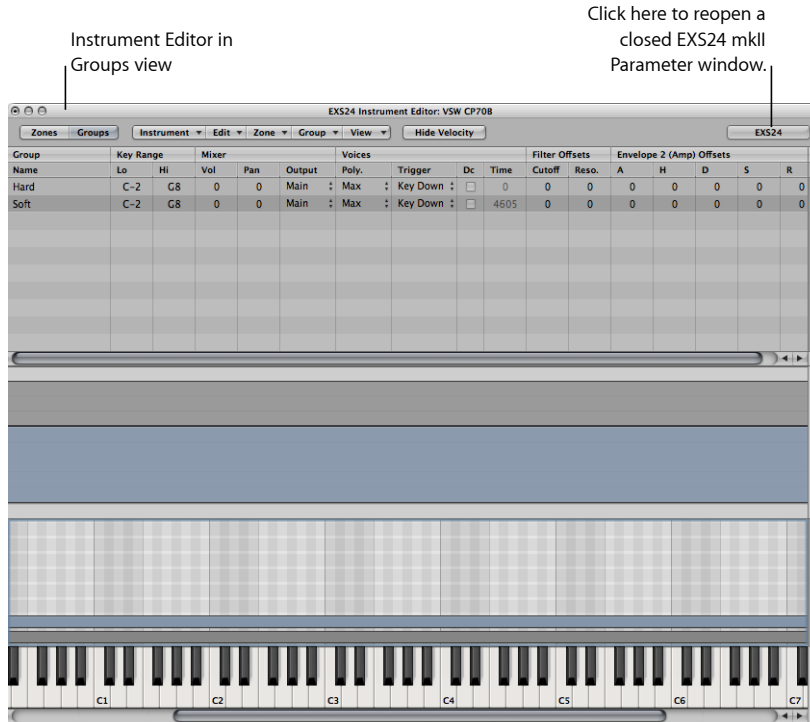 Click here to reopen a
closed EXS24 mkII
Parameter window.
Instrument Editor in
Groups view
EXS24 Instrument Editor: VSW CP70B
Zones Groups Instrument Edit Zone Group View Hide Velocity EXS24
Group Key Range Mixer Voices Filter Offsets Envelope 2 (Amp) Offsets
Name Lo Hi Vol Pan Output Poly. Trigger Dc Time Cutoff Reso. A H D S R
Hard C-2 G8 0 0 Main Max Key Down 0 0 0 0 0 0 0 0
Soft C-2 G8 0 0 Main Max Key Down 4605 0 0 0 0 0 0 0
C1 C2 C3 C4 C5 C6 C7